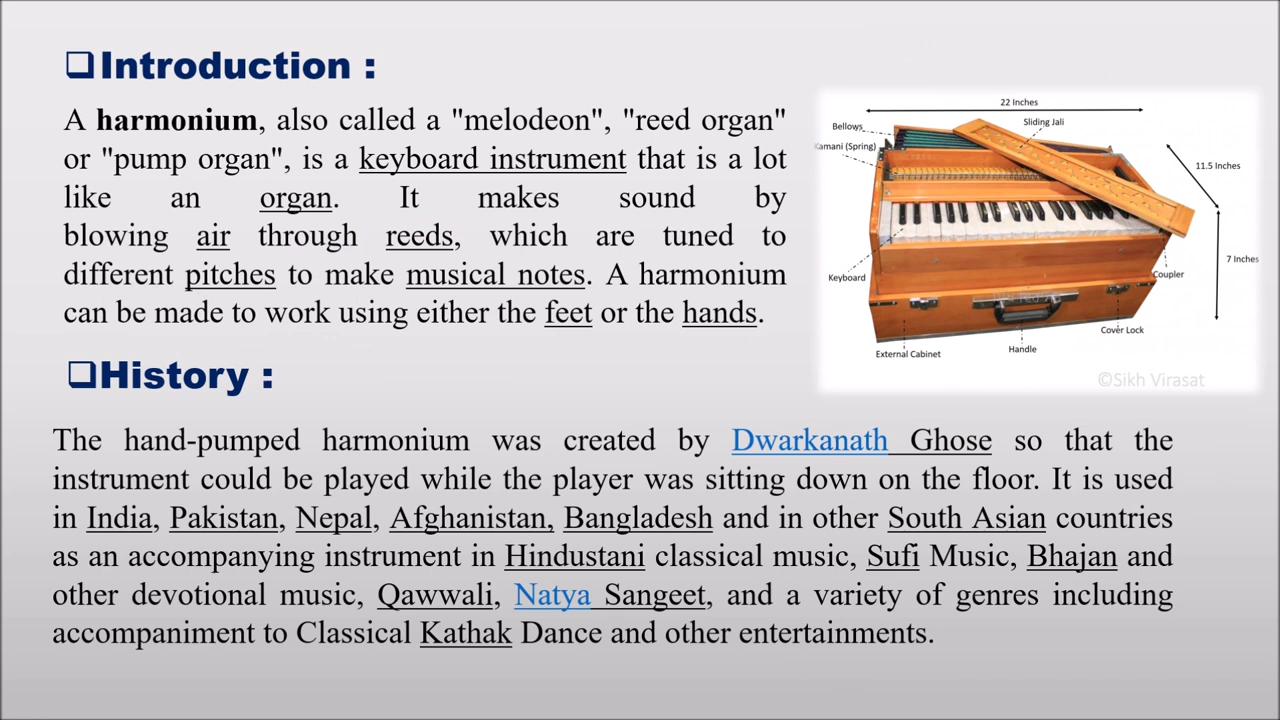 ❑Introduction :
A harmonium, also called a "melodeon", "reed organ"
or "pump organ", is a keyboard instrument that is a lot
like an organ. It makes sound by
blowing air through reeds, which are tuned to
different pitches to make musical notes. A harmonium
can be made to work using either the feet or the hands.
22 Inches
Bellows
Sliding Jali
Kamani (Spring)
11.5 Inches
7 Inches
Keyboard
Coupler
Cover Lock
External Cabinet
Handle
©Sikh Virasat
❑History :
The hand-pumped harmonium was created by Dwarkanath Ghose so that the
instrument could be played while the player was sitting down on the floor. It is used
in India, Pakistan, Nepal, Afghanistan, Bangladesh and in other South Asian countries
as an accompanying instrument in Hindustani classical music, Sufi Music, Bhajan and
other devotional music, Qawwali, Natya Sangeet, and a variety of genres including
accompaniment to Classical Kathak Dance and other entertainments.